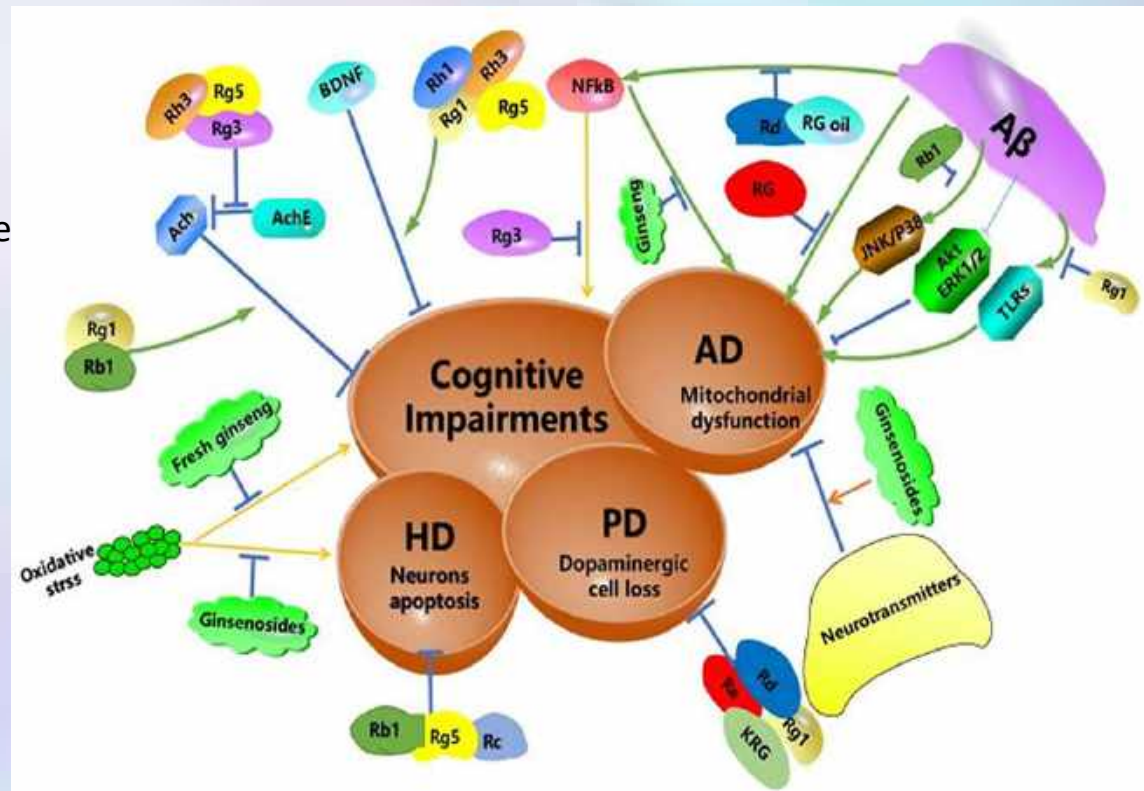 e
Rh3
Rg5
Rg3
BDNF
Rh1
Rh3
Rg1
Rg5
NFkB
Rd
RG oil
Aβ
Rb1
Ach
AchE
Rg3
Ginseng
RG
JNK/P38
Akt
ERK1/2
TLRs
Rg1
Rg1
Rb1
Cognitive
Impairments
AD
Mitochondrial
dysfunction
Fresh ginseng
Ginsenosides
Oxidative
strss
HD
Neurons
apoptosis
PD
Dopaminergic
cell loss
Ginsenosides
Neurotransmitters
Rb1
Rg5
Rc
Rd
KRG
Rg1